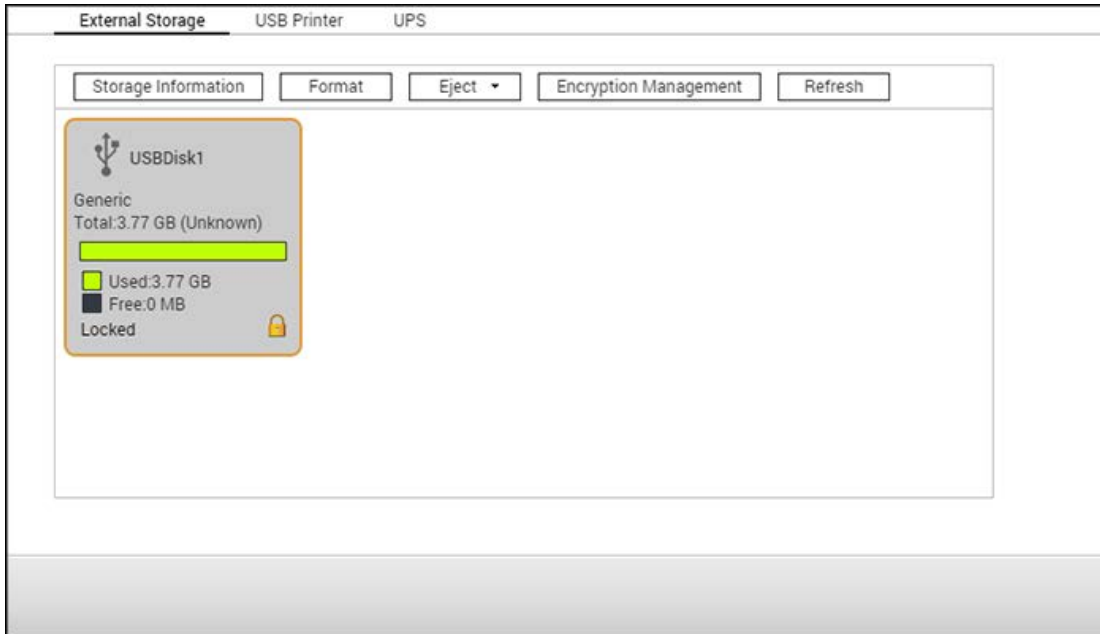 External Storage USB Printer UPS
Storage Information Format Eject Encryption Management Refresh
USBDisk1
Generic
Total:3.77 GB (Unknown)
Used:3.77 GB
Free:0 MB
Locked